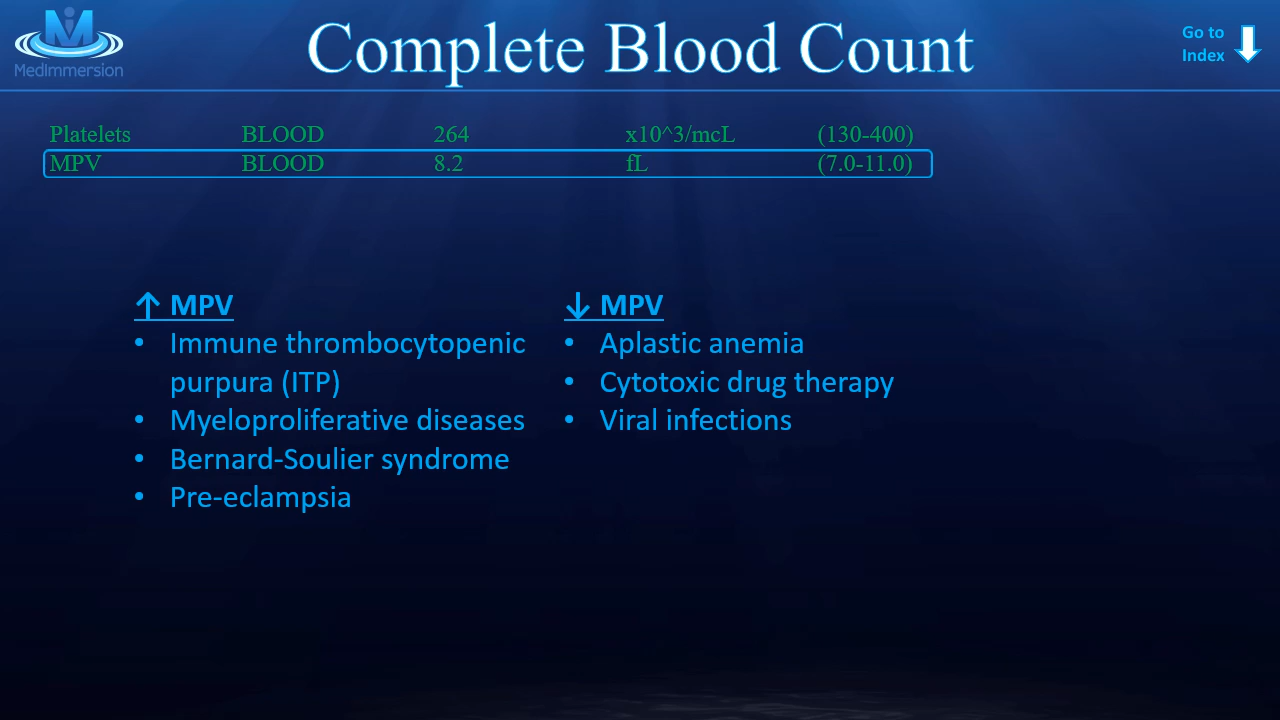 MedImmersion
Complete Blood Count
Go to
Index
Platelets BLOOD 264 x10^3/mcL (130-400)
MPV BLOOD 8.2 fL (7.0-11.0)
↑ MPV
• Immune thrombocytopenic
purpura (ITP)
• Myeloproliferative diseases
• Bernard-Soulier syndrome
• Pre-eclampsia
↓ MPV
• Aplastic anemia
• Cytotoxic drug therapy
• Viral infections